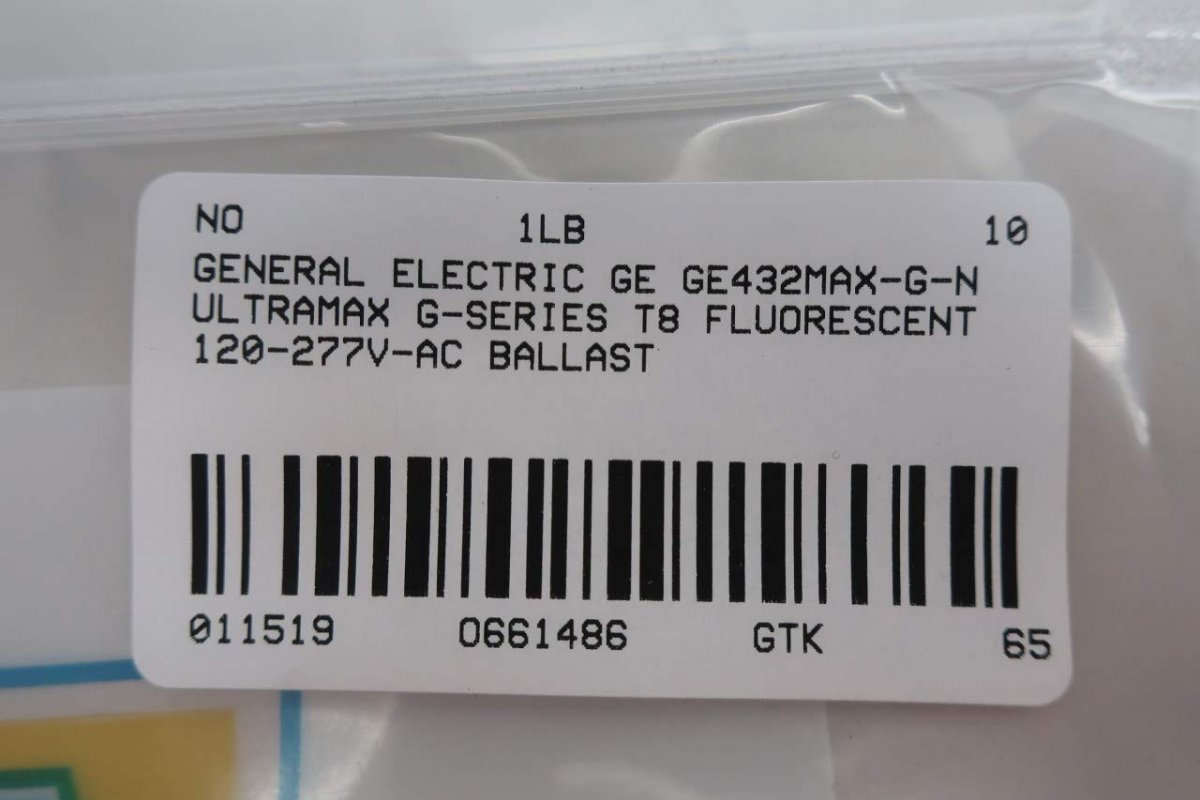 NO 1LB 10
GENERAL ELECTRIC GE GE432MAX-G-N
ULTRAMAX G-SERIES T8 FLUORESCENT
120-277V-AC BALLAST
011519 0661486 GTK 65